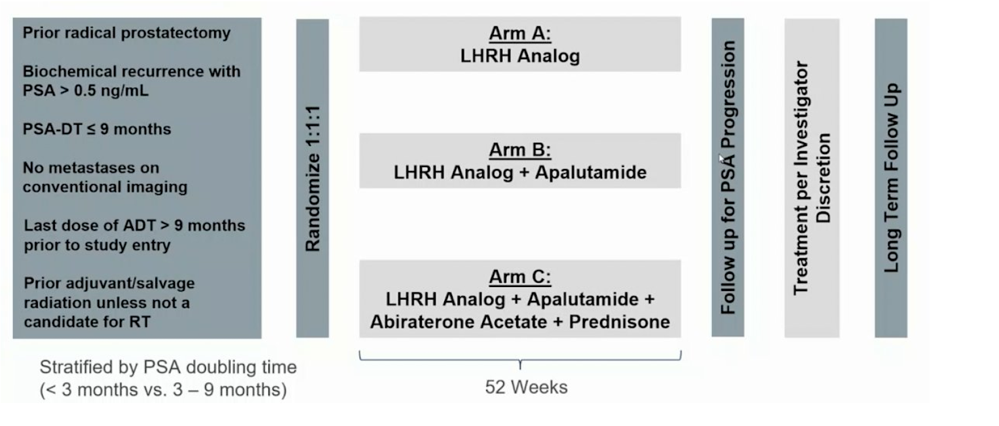 Prior radical prostatectomy
Biochemical recurrence with
PSA > 0.5 ng/mL
PSA-DT ≤ 9 months
No metastases on
conventional imaging
Last dose of ADT > 9 months
prior to study entry
Prior adjuvant/salvage
radiation unless not a
candidate for RT
Stratified by PSA doubling time
(< 3 months vs. 3 – 9 months)
Randomize 1:1:1
Arm A:
LHRH Analog
Arm B:
LHRH Analog + Apalutamide
Arm C:
LHRH Analog + Apalutamide +
Abiraterone Acetate + Prednisone
52 Weeks
Follow up for PSA Progression
Treatment per Investigator
Discretion
Long Term Follow Up